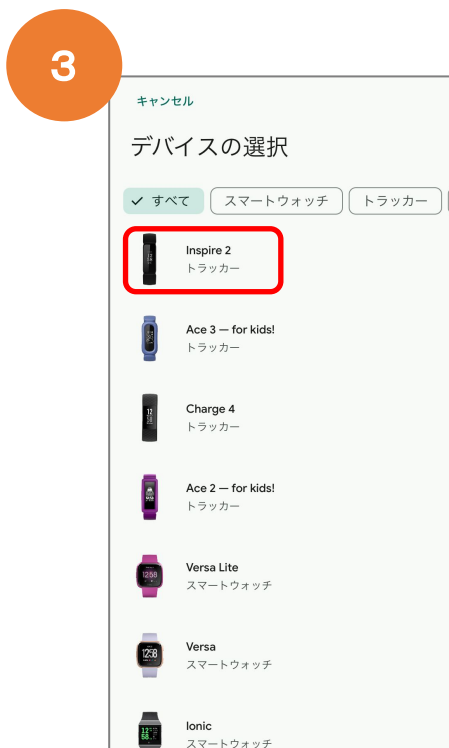 3
キャンセル
デバイスの選択
すべて
スマートウォッチ
トラッカー
Inspire 2
トラッカー
Ace 3 — for kids!
トラッカー
Charge 4
トラッカー
Ace 2 — for kids!
トラッカー
Versa Lite
スマートウォッチ
12:58
Versa
スマートウォッチ
Ionic
スマートウォッチ